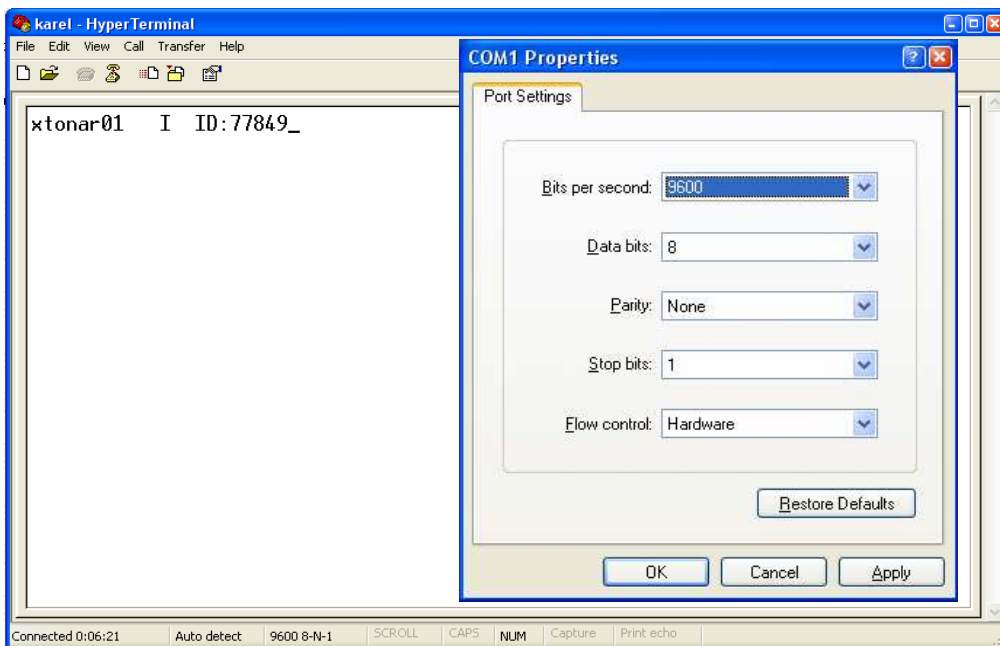 karel - HyperTerminal
File Edit View Call Transfer Help
xtonar01 I ID:77849_
COM1 Properties
Port Settings
Bits per second: 9600
Data bits: 8
Parity: None
Stop bits: 1
Flow control: Hardware
Restore Defaults
OK Cancel Apply
Connected 0:06:21 Auto detect 9600 8-N-1 SCROLL CAPS NUM Capture Print echo